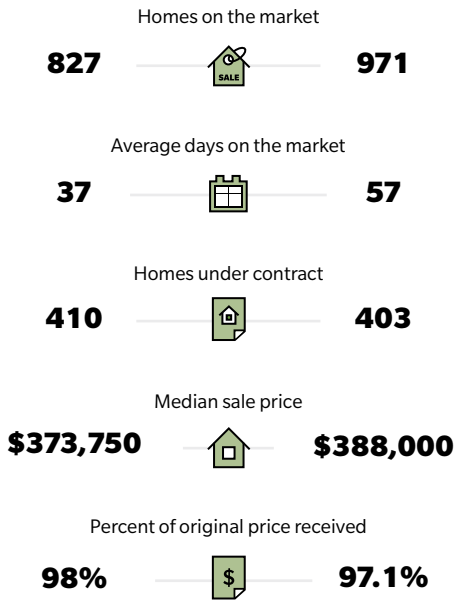 Homes on the market
827 SALE 971
Average days on the market
37 57
Homes under contract
410 403
Median sale price
$373,750 $388,000
Percent of original price received
98% $ 97.1%